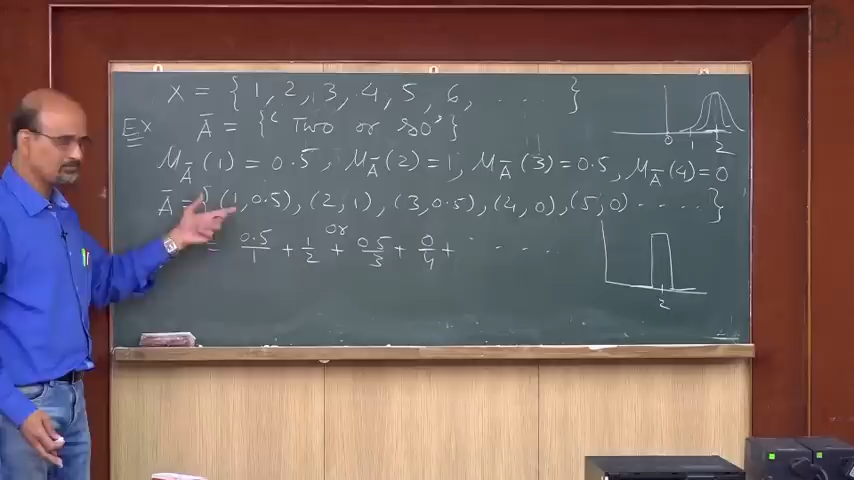 X = { 1, 2, 3, 4, 5, 6, . . . . }
Ex Ā = { " Two or so" }
μĀ (1) = 0.5, μĀ (2) = 1, μĀ (3) = 0.5, μĀ (4) = 0
Ā = { (1, 0.5), (2, 1), (3, 0.5), (4, 0), (5, 0) . . . . . }
or
= 0.5/1 + 1/2 + 0.5/3 + 0/4 + . . . . .
0 1 2
2